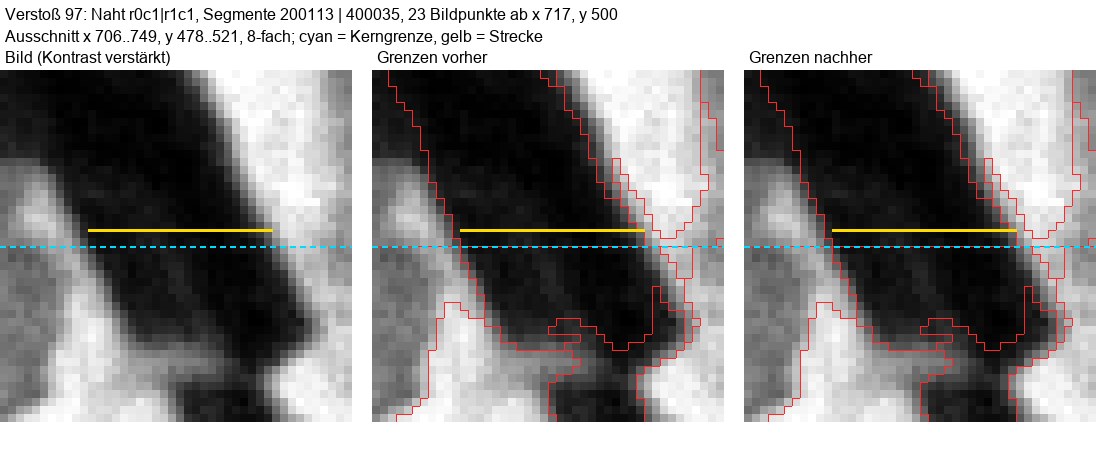 Verstoß 97: Naht r0c1|r1c1, Segmente 200113 | 400035, 23 Bildpunkte ab x 717, y 500
Ausschnitt x 706..749, y 478..521, 8-fach; cyan = Kerngrenze, gelb = Strecke
Bild (Kontrast verstärkt)
Grenzen vorher
Grenzen nachher